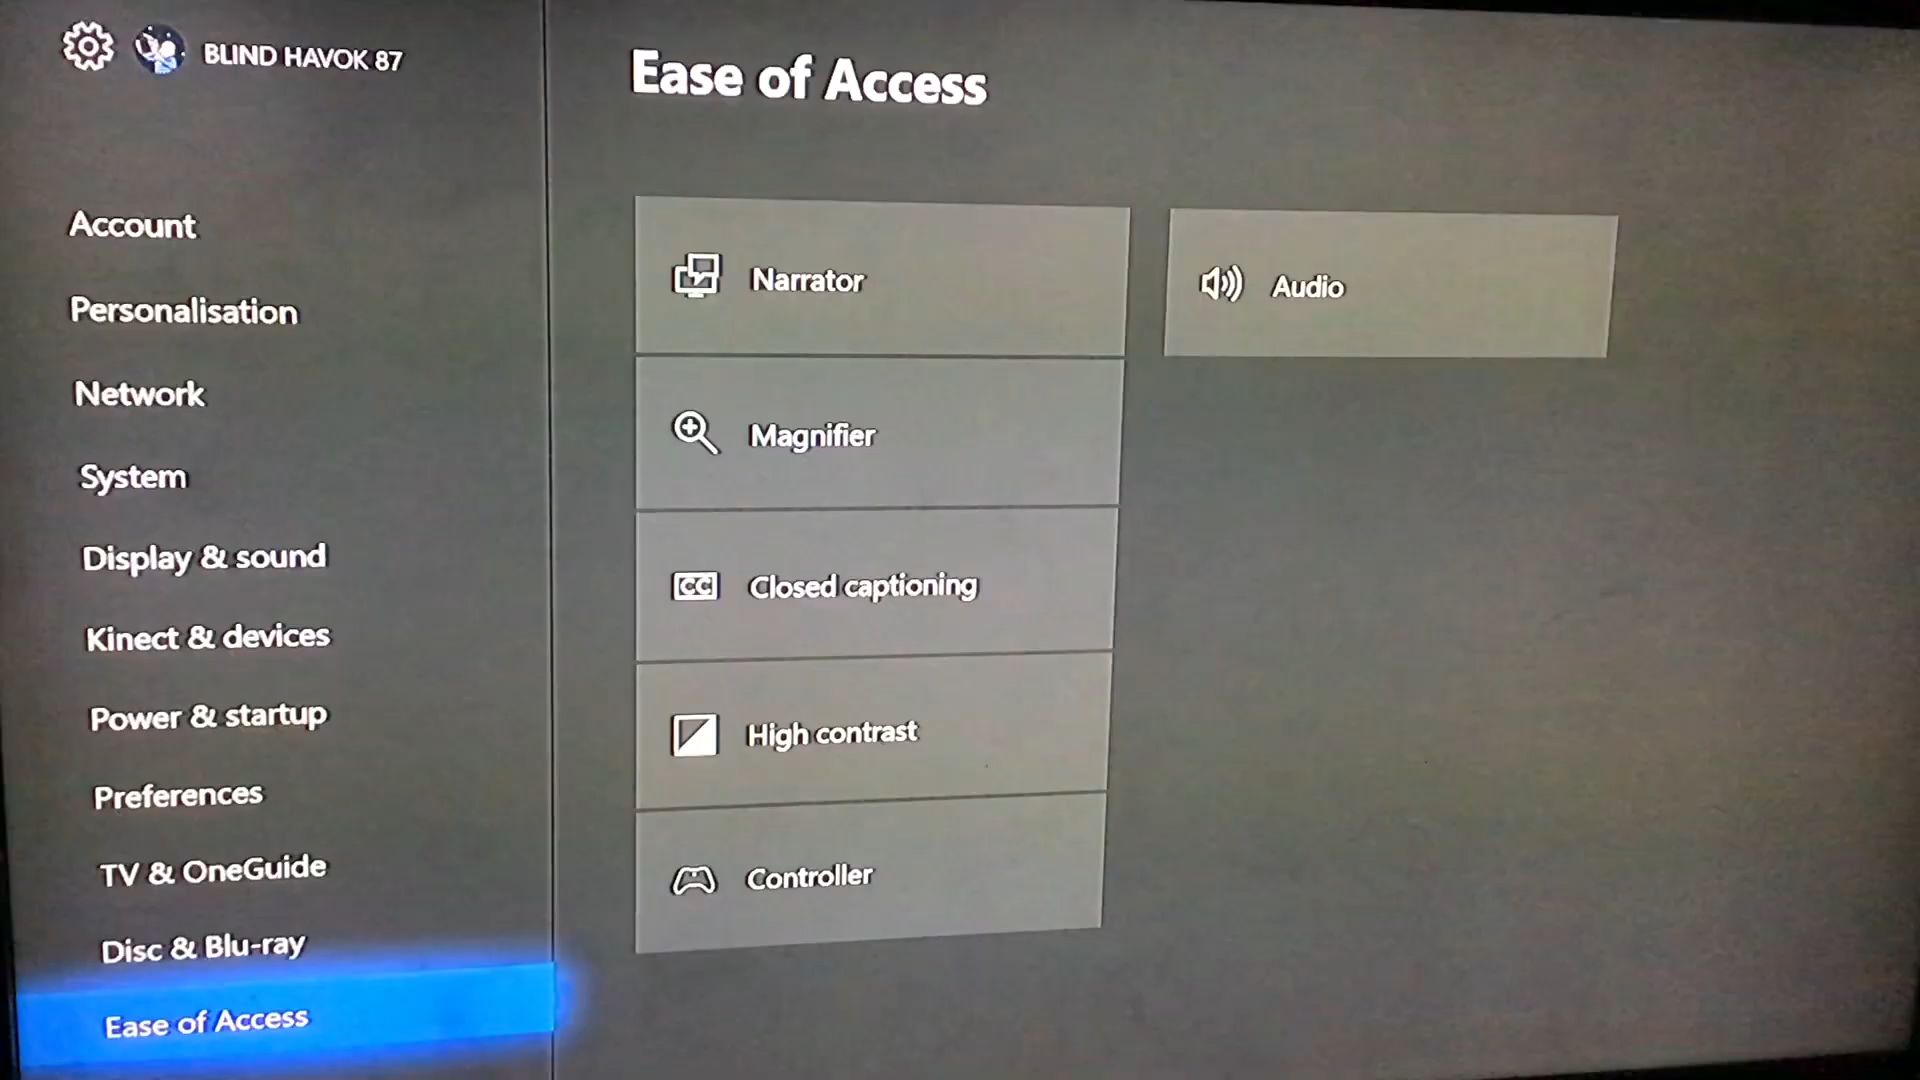 BLIND HAVOK 87
Account
Personalisation
Network
System
Display & sound
Kinect & devices
Power & startup
Preferences
TV & OneGuide
Disc & Blu-ray
Ease of Access
Ease of Access
Narrator
Magnifier
CC Closed captioning
High contrast
Controller
Audio